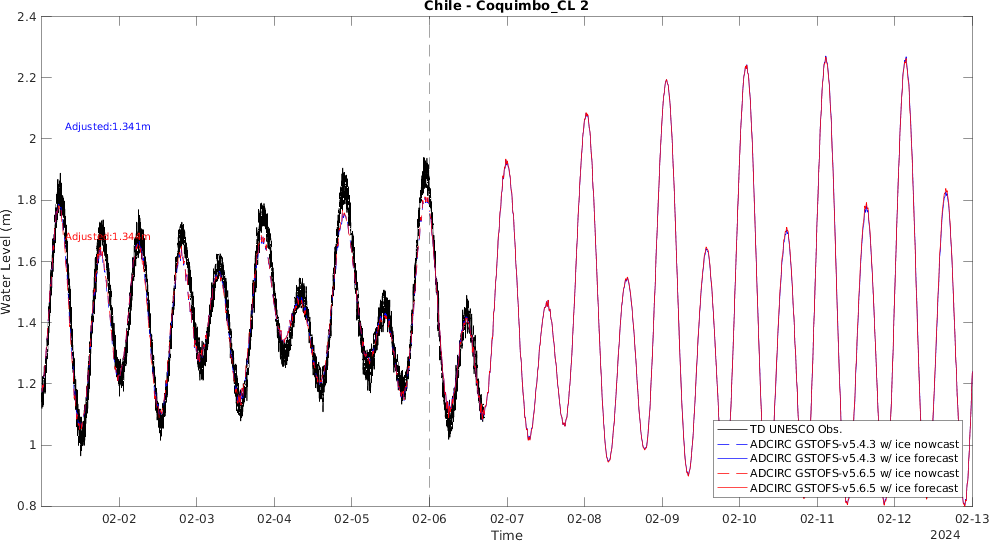 Chile - Coquimbo_CL 2
2.4
2.2
2
1.8
1.6
1.4
1.2
1
0.8
Water Level (m)
Adjusted:1.341m
TD UNESCO Obs.
ADCIRC GSTOFS-v5.4.3 w/ ice nowcast
ADCIRC GSTOFS-v5.4.3 w/ ice forecast
ADCIRC GSTOFS-v5.6.5 w/ ice nowcast
ADCIRC GSTOFS-v5.6.5 w/ ice forecast
02-02 02-03 02-04 02-05 02-06 02-07 02-08 02-09 02-10 02-11 02-12 02-13
Time
2024